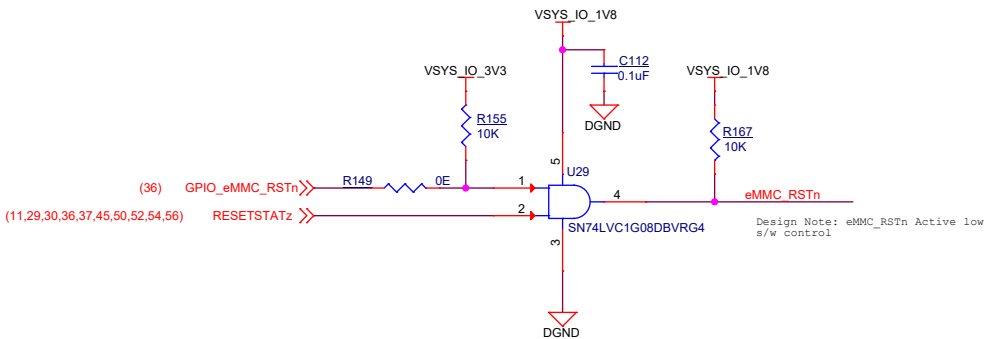 VSYS_IO_1V8
VSYS_IO_3V3
C112
0.1uF
VSYS_IO_1V8
DGND
R155
10K
R167
10K
5
U29
(36) GPIO_eMMC_RSTn R149 0E 1
4 eMMC_RSTn
(11,29,30,36,37,45,50,52,54,56) RESETSTATz 2
SN74LVC1G08DBVRG4
Design Note: eMMC_RSTn Active low
s/w control
3
DGND